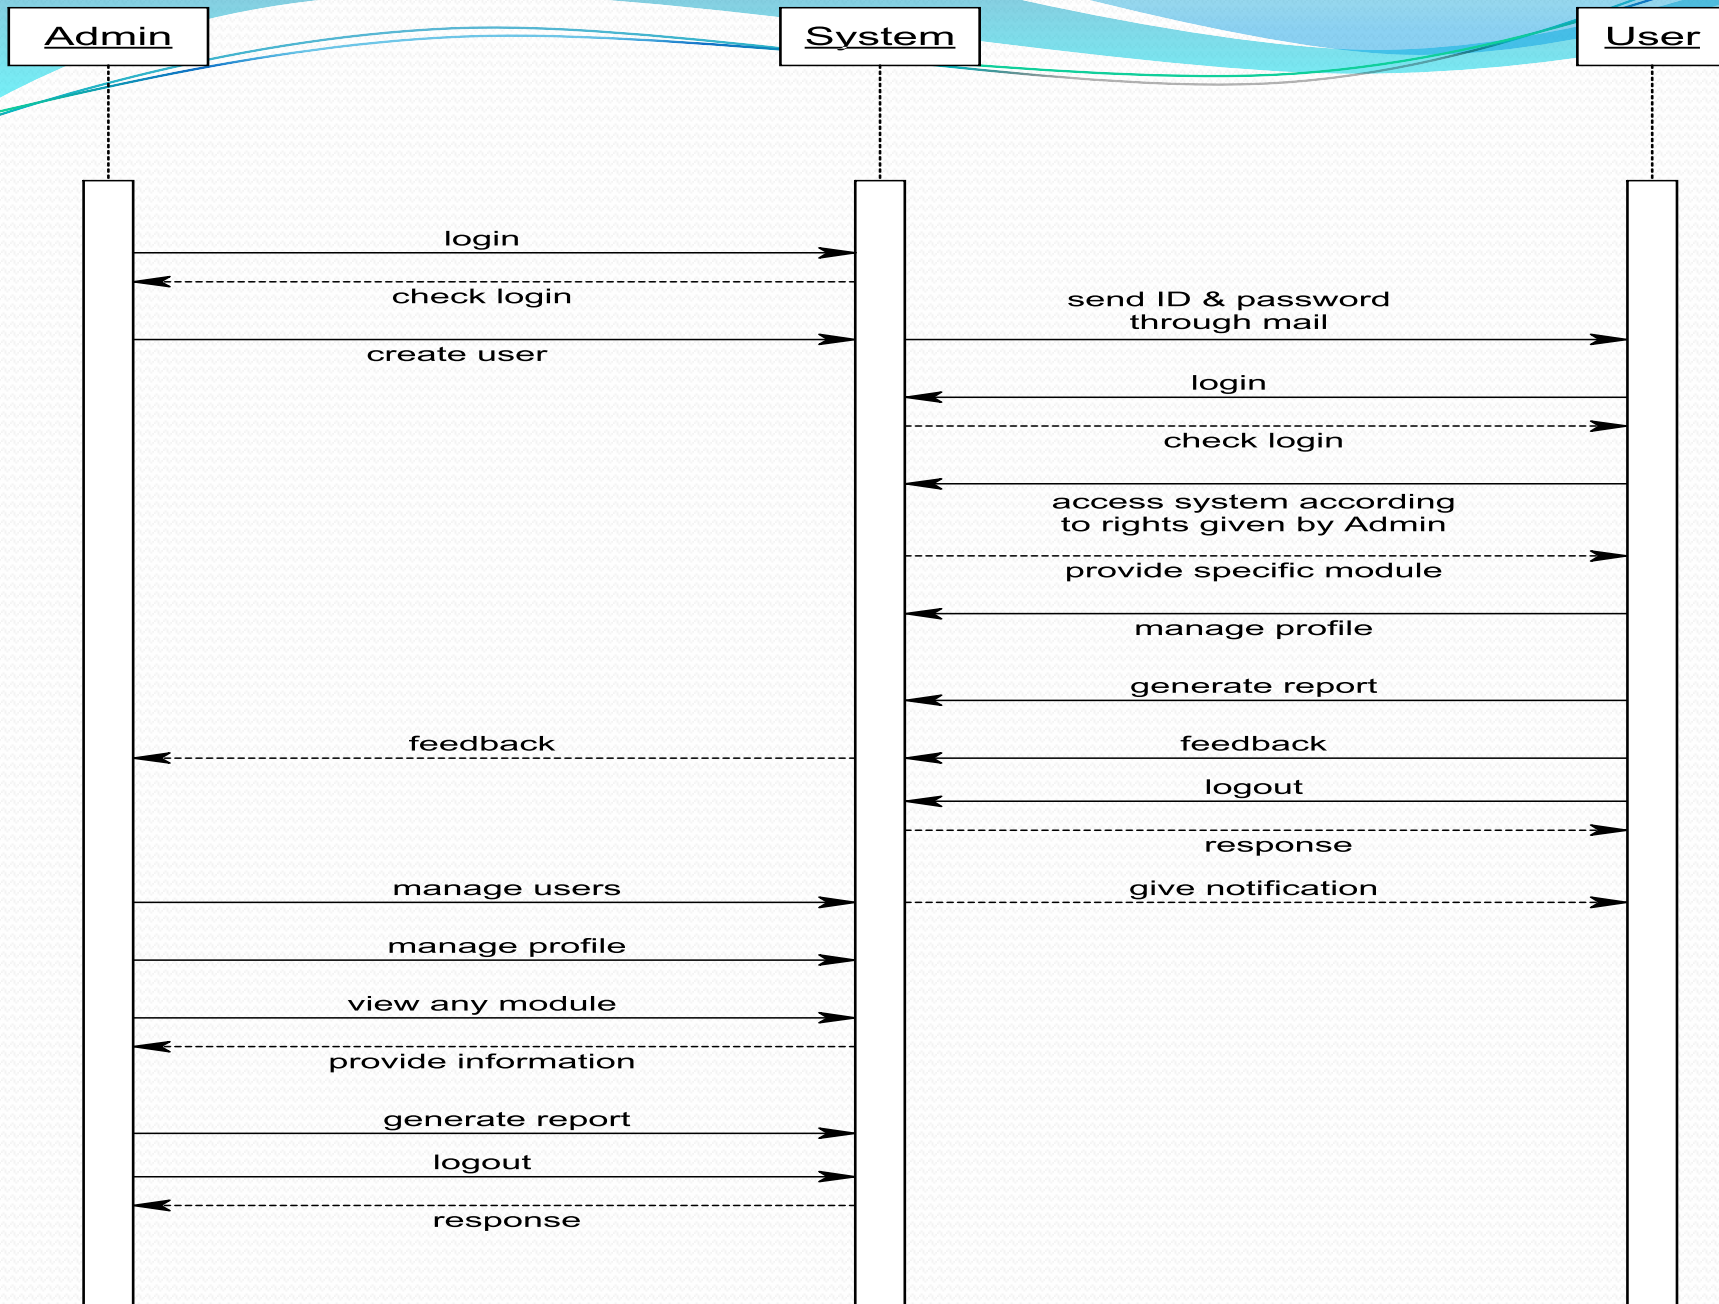 Admin
System
User
login
check login
send ID & password
through mail
create user
login
check login
access system according
to rights given by Admin
provide specific module
manage profile
generate report
feedback
feedback
logout
response
manage users
give notification
manage profile
view any module
provide information
generate report
logout
response